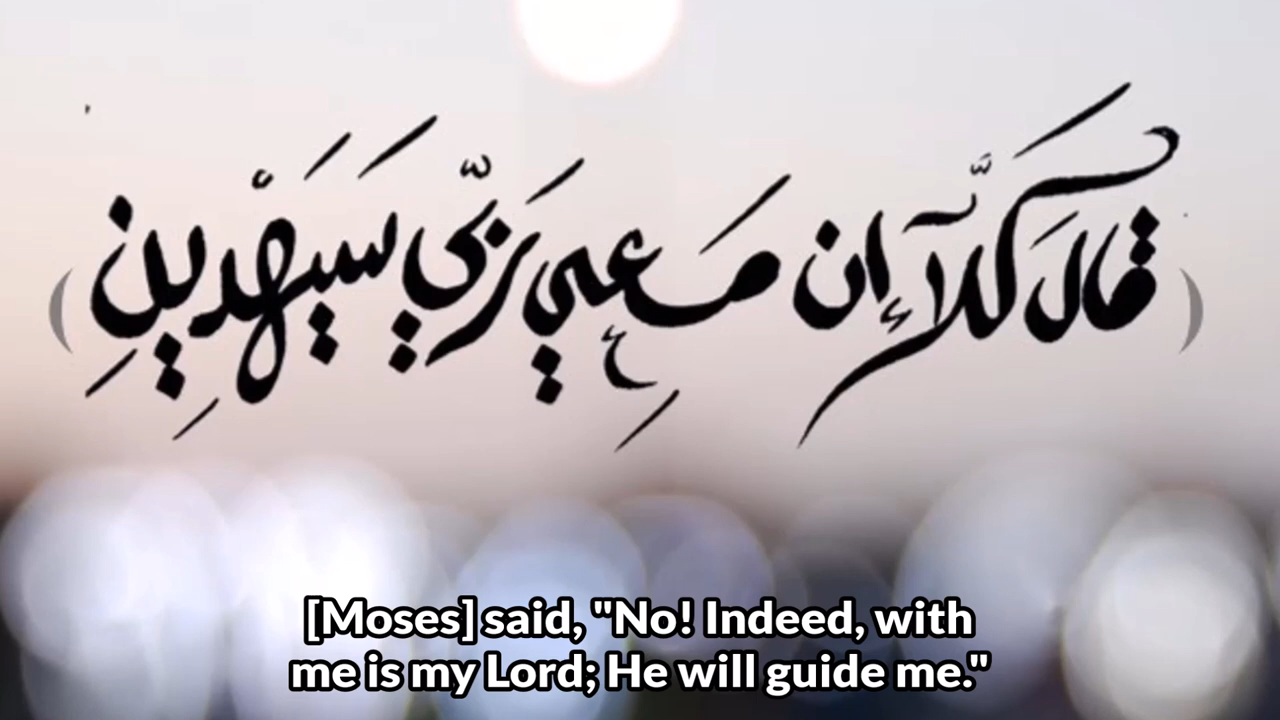 (قَالَ كَلَّآ إِن مَعِيَ رَبِّي سَيَهْدِينِ)
[Moses] said, "No! Indeed, with
me is my Lord; He will guide me."